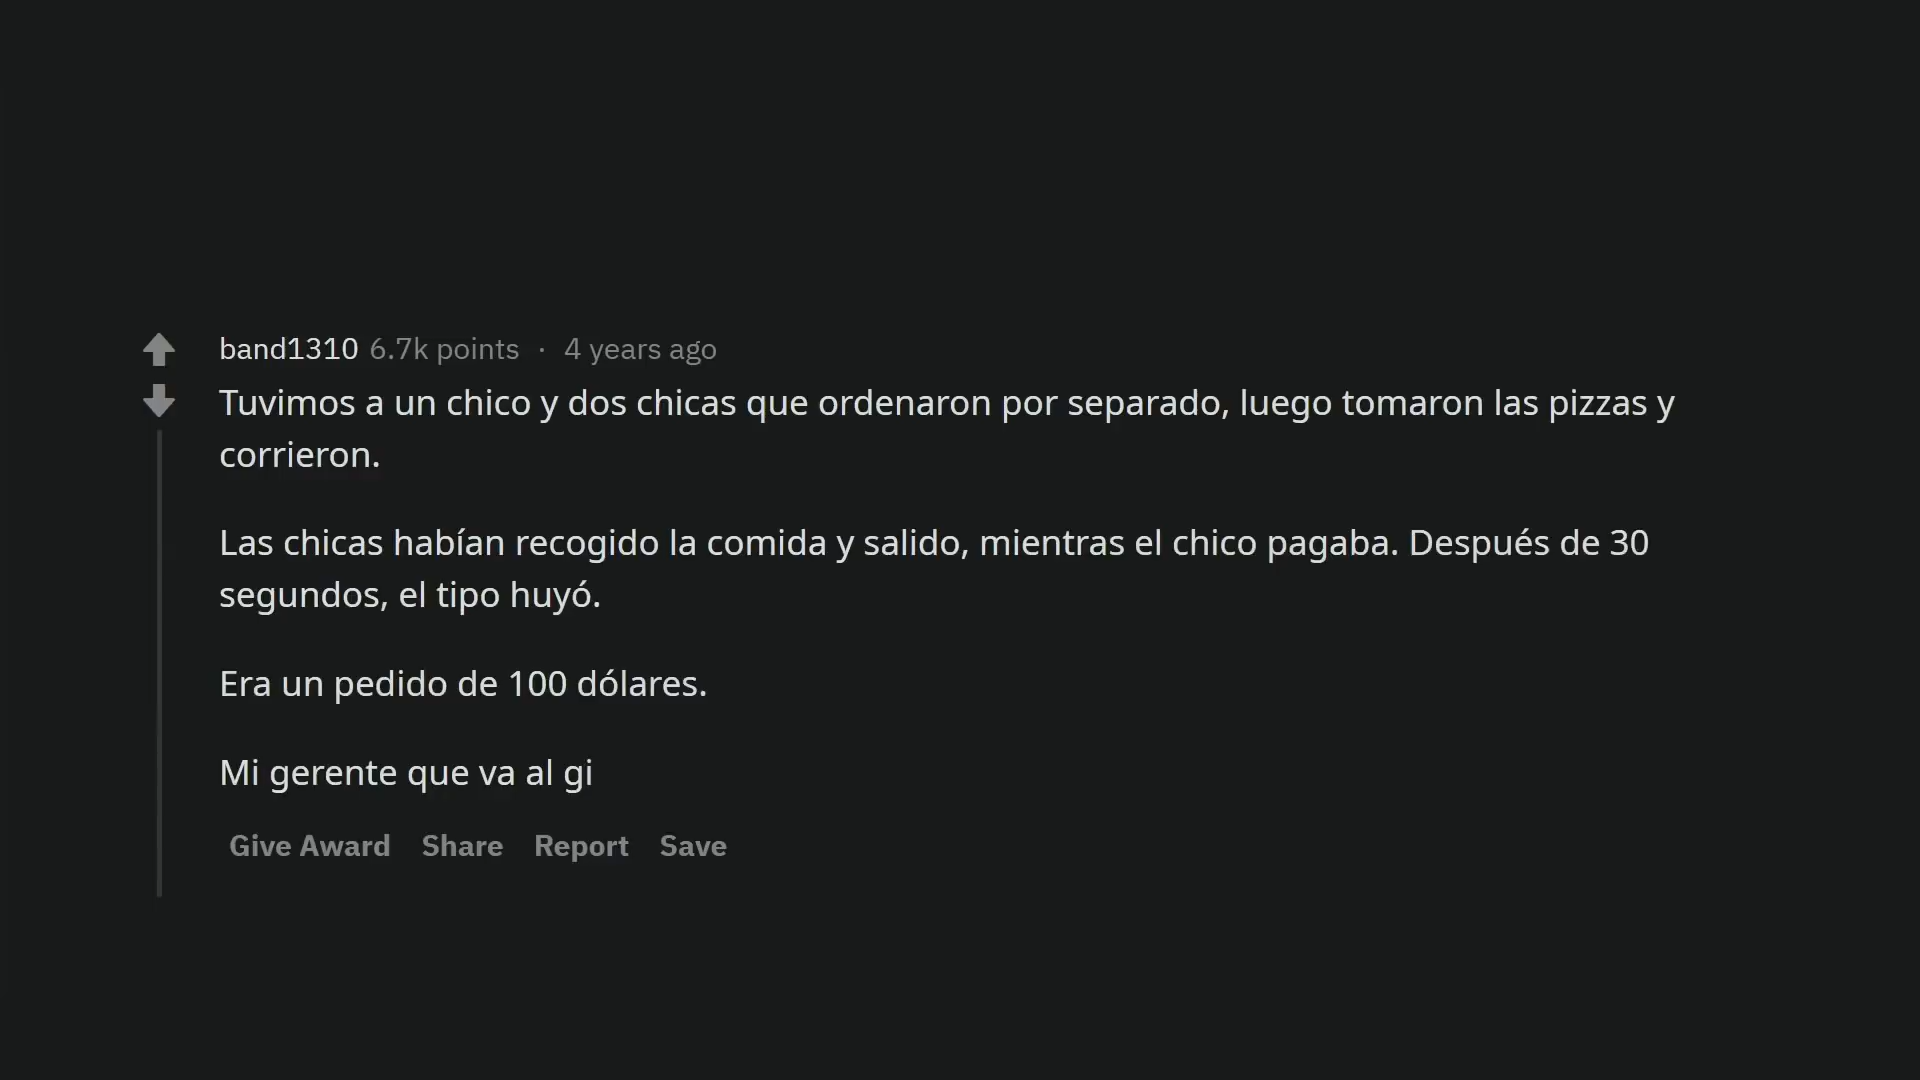 band1310 6.7k points · 4 years ago
Tuvimos a un chico y dos chicas que ordenaron por separado, luego tomaron las pizzas y
corrieron.
Las chicas habían recogido la comida y salido, mientras el chico pagaba. Después de 30
segundos, el tipo huyó.
Era un pedido de 100 dólares.
Mi gerente que va al gi
Give Award Share Report Save